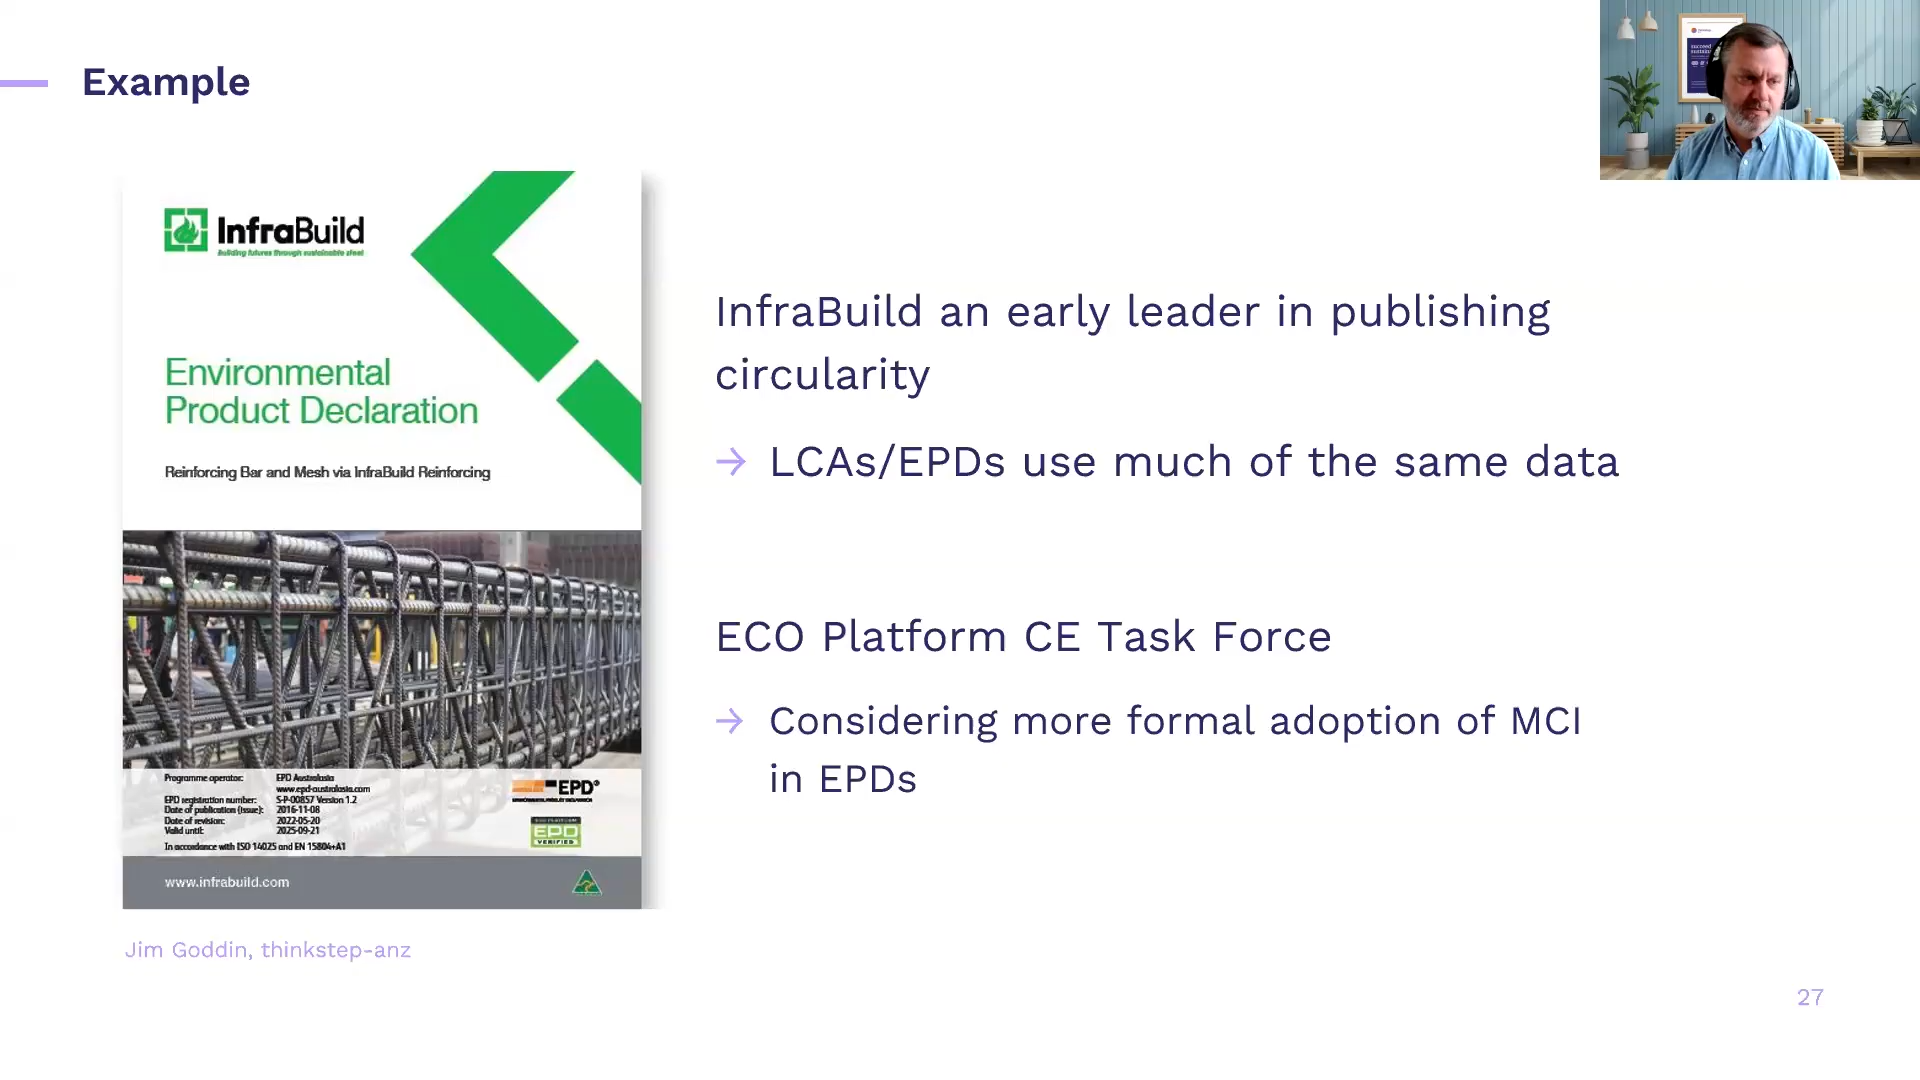 Example
InfraBuild
Building futures through sustainable steel
Environmental
Product Declaration
Reinforcing Bar and Mesh via InfraBuild Reinforcing
Programme operator: EPD Australasia
www.epd-australasia.com
EPD registration number: S-P-00857 Version 1.2
Date of publication (issue): 2016-11-08
Date of revision: 2022-05-20
Valid until: 2025-09-21
In accordance with ISO 14025 and EN 15804+A1
EPD®
EPD
VERIFIED
www.infrabuild.com
Jim Goddin, thinkstep-anz
InfraBuild an early leader in publishing
circularity
→ LCAs/EPDs use much of the same data
ECO Platform CE Task Force
→ Considering more formal adoption of MCI
in EPDs
27